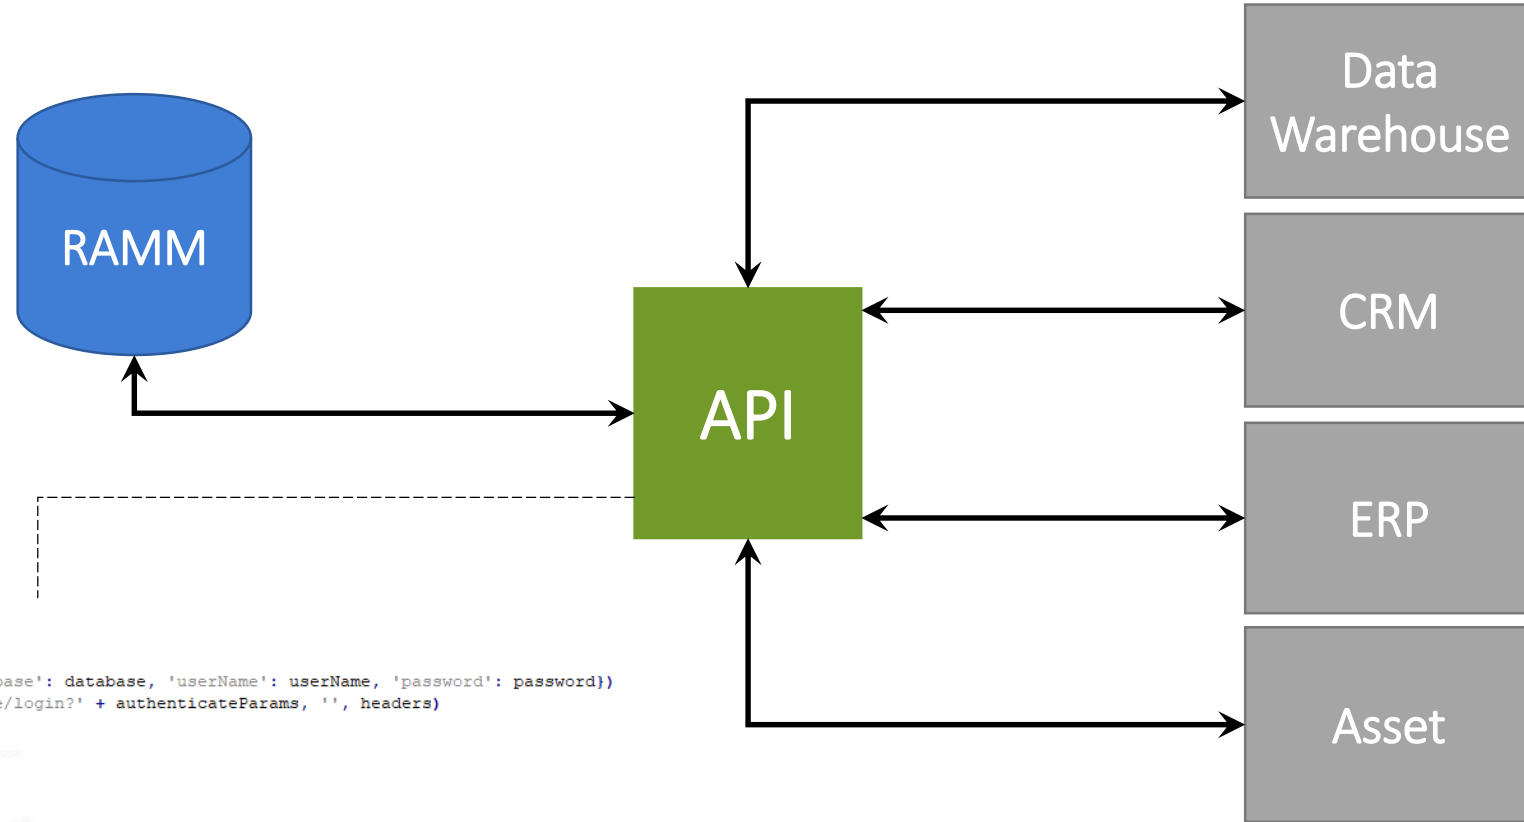 Data
Warehouse
RAMM
CRM
API
ERP
Asset
base': database, 'userName': userName, 'password': password})
e/login?' + authenticateParams, '', headers)